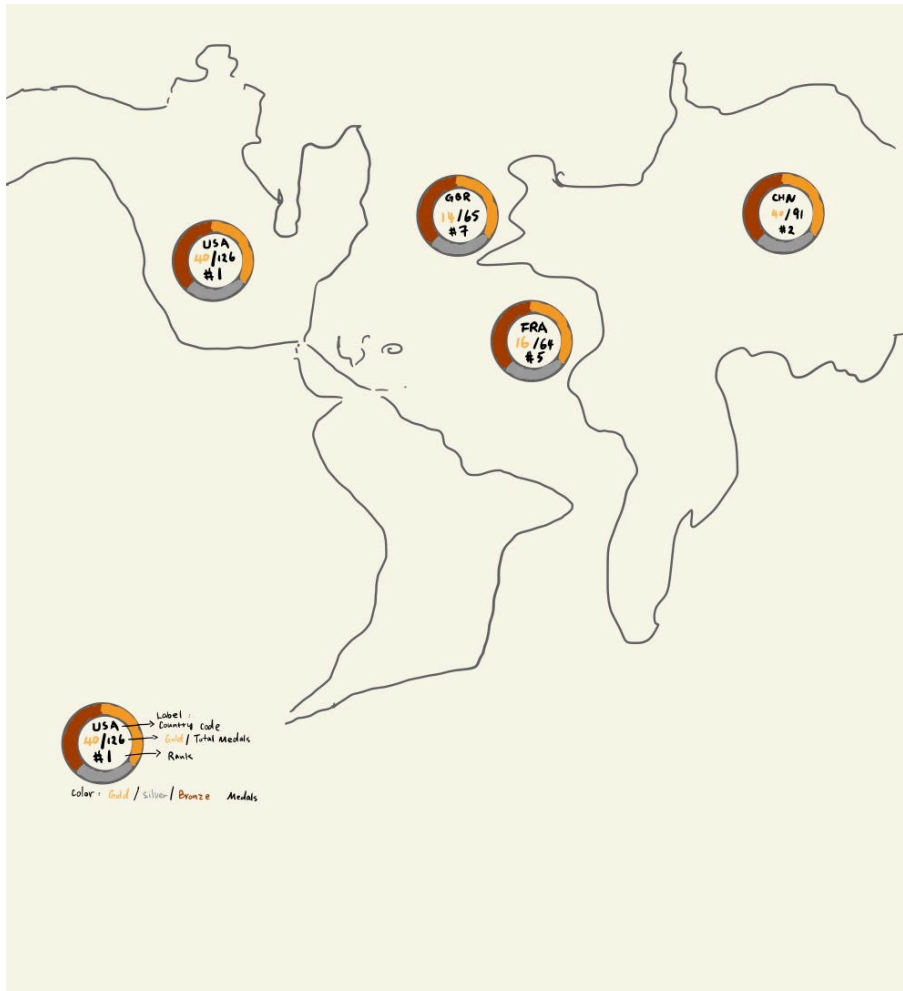 GBR
14/65
#7
CHN
40/91
#2
USA
40/126
#1
FRA
16/64
#5
USA
40/126
#1
Label :
Country Code
Gold / Total Medals
Rank
Color : Gold / Silver / Bronze Medals